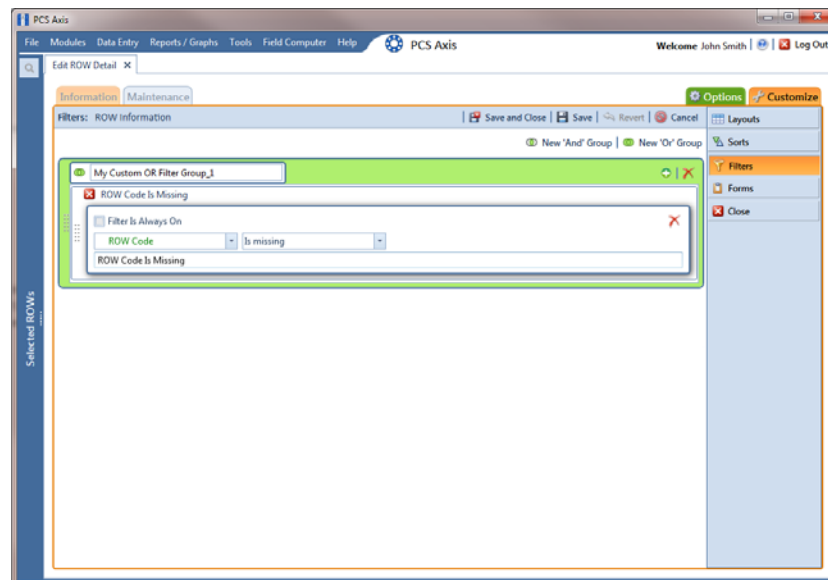 PCS Axis
File Modules Data Entry Reports / Graphs Tools Field Computer Help PCS Axis Welcome John Smith | | Log Out
Edit ROW Detail
Information Maintenance Options Customize
Filters: ROW Information | Save and Close | Save | Revert | Cancel
Layouts
New 'And' Group | New 'Or' Group
Sorts
My Custom OR Filter Group_1
Filters
ROW Code Is Missing
Forms
Filter Is Always On
Close
ROW Code Is missing
ROW Code Is Missing
Selected ROWs